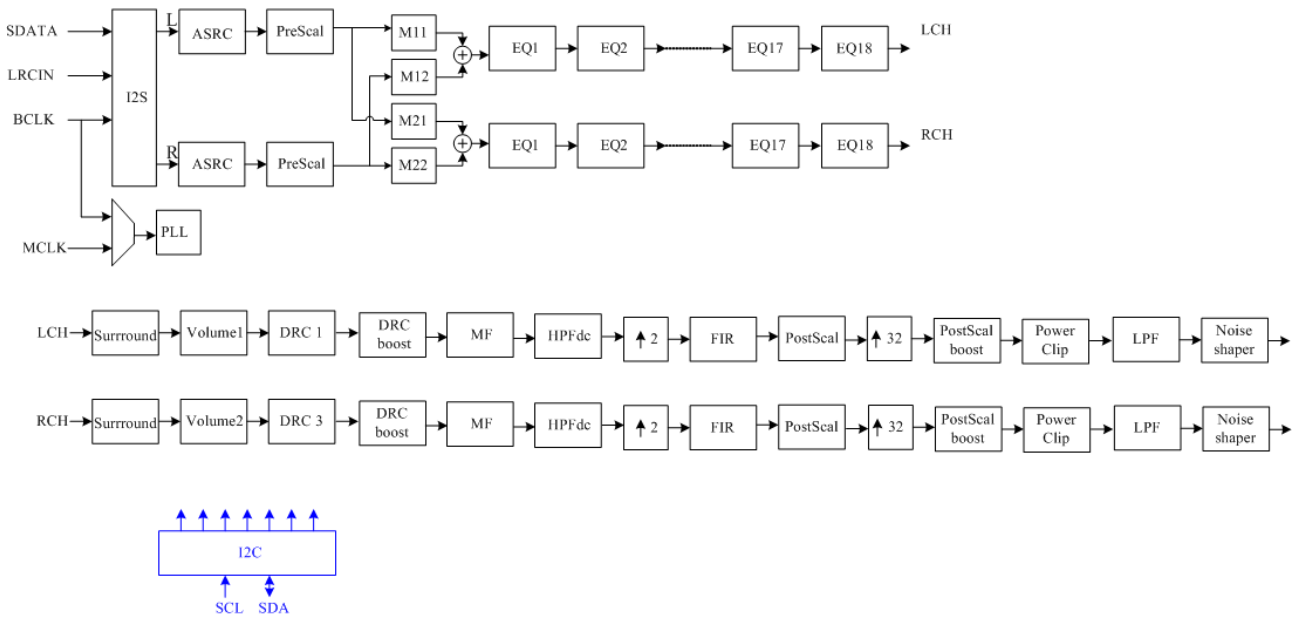 SDATA
LRCIN
BCLK
MCLK
I2S
L
R
ASRC
PreScal
ASRC
PreScal
PLL
M11
M12
M21
M22
EQ1
EQ2
EQ17
EQ18
LCH
EQ1
EQ2
EQ17
EQ18
RCH
LCH
Surrround
Volume1
DRC 1
DRC
boost
MF
HPFdc
2
FIR
PostScal
32
PostScal
boost
Power
Clip
LPF
Noise
shaper
RCH
Surrround
Volume2
DRC 3
DRC
boost
MF
HPFdc
2
FIR
PostScal
32
PostScal
boost
Power
Clip
LPF
Noise
shaper
I2C
SCL
SDA